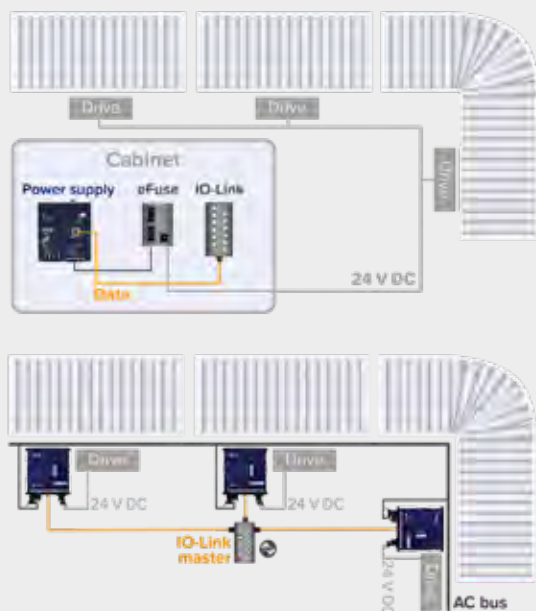 Drive
Drive
Drive
Cabinet
Power supply
eFuse
IO-Link
Data
24 V DC
Drive
Drive
24 V DC
24 V DC
IO-Link
master
24 V DC
Drive
AC bus